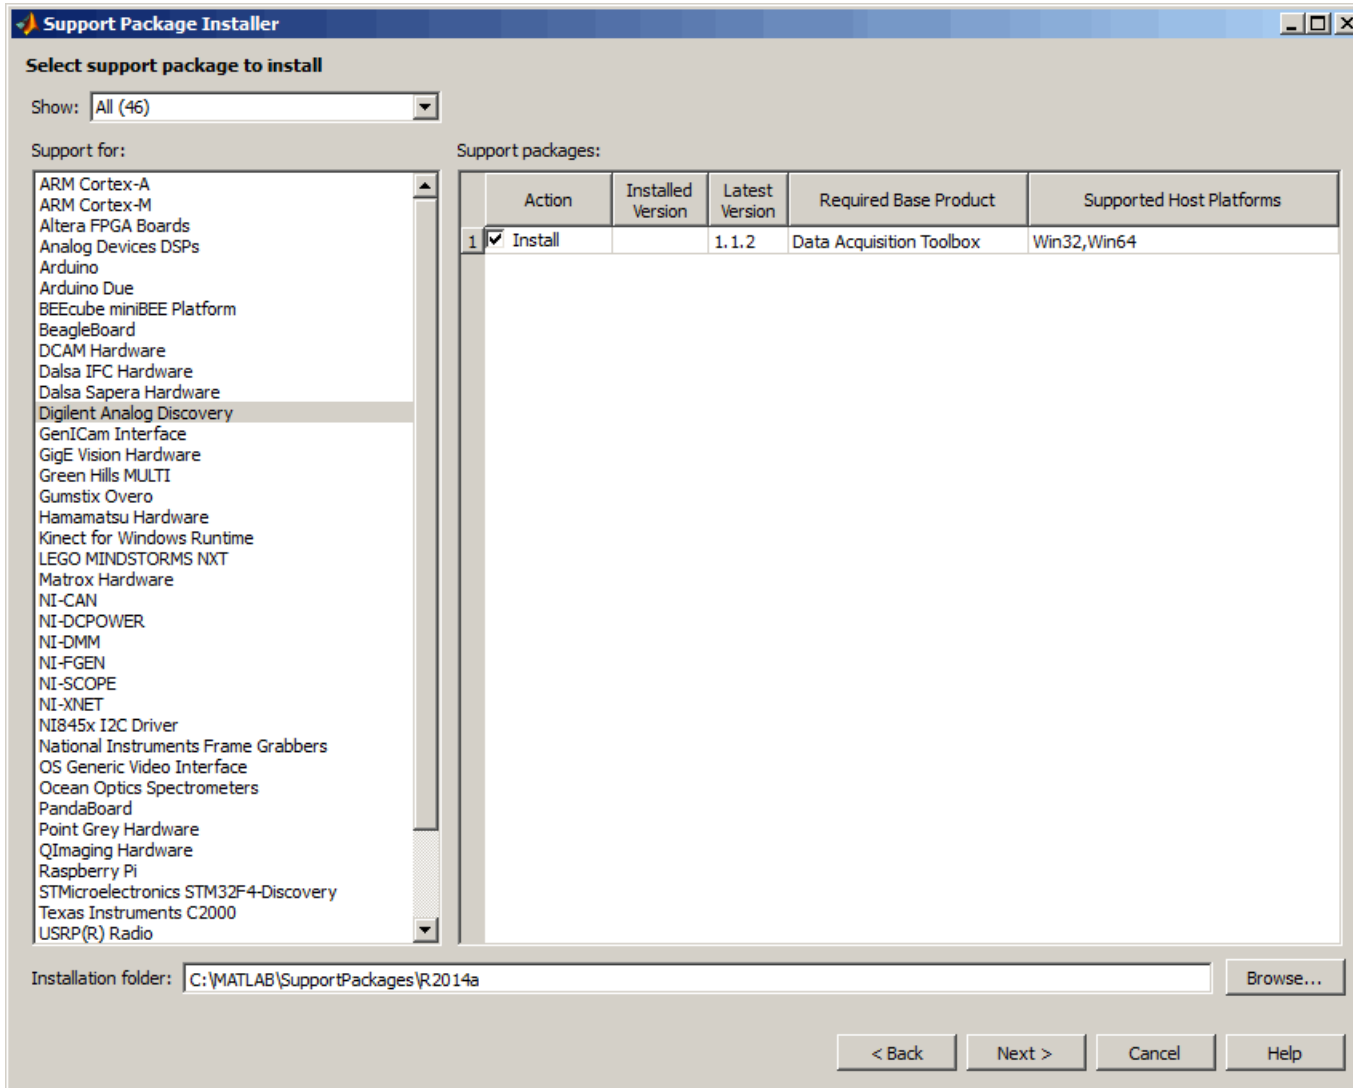 Support Package Installer
Select support package to install
Show: All (46)
Support for:
Support packages:
ARM Cortex-A
ARM Cortex-M
Altera FPGA Boards
Analog Devices DSPs
Arduino
Arduino Due
BEEcube miniBEE Platform
BeagleBoard
DCAM Hardware
Dalsa IFC Hardware
Dalsa Sapera Hardware
Digilent Analog Discovery
GenICam Interface
GigE Vision Hardware
Green Hills MULTI
Gumstix Overo
Hamamatsu Hardware
Kinect for Windows Runtime
LEGO MINDSTORMS NXT
Matrox Hardware
NI-CAN
NI-DCPOWER
NI-DMM
NI-FGEN
NI-SCOPE
NI-XNET
NI845x I2C Driver
National Instruments Frame Grabbers
OS Generic Video Interface
Ocean Optics Spectrometers
PandaBoard
Point Grey Hardware
QImaging Hardware
Raspberry Pi
STMicroelectronics STM32F4-Discovery
Texas Instruments C2000
USRP(R) Radio
Action Installed Version Latest Version Required Base Product Supported Host Platforms
1 Install 1.1.2 Data Acquisition Toolbox Win32,Win64
Installation folder: C:\MATLAB\SupportPackages\R2014a Browse...
< Back Next > Cancel Help